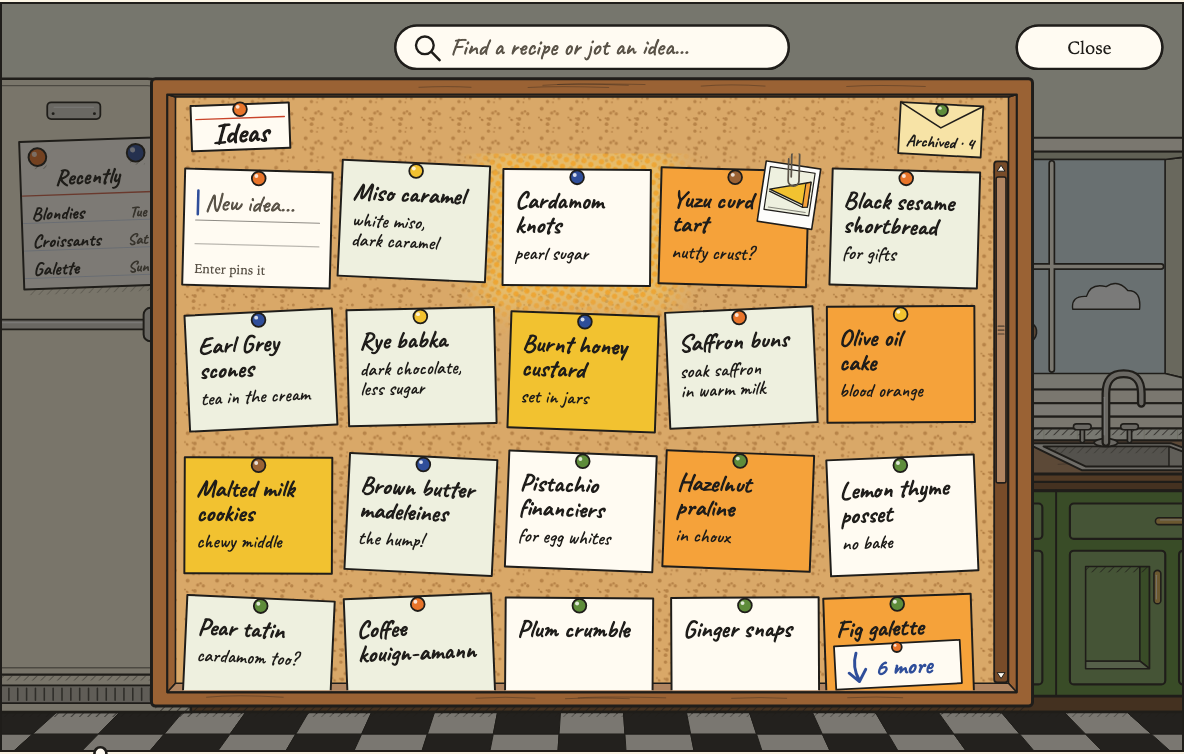 Find a recipe or jot an idea...
Close
Ideas
Archived · 4
Recently
Blondies Tue
Croissants Sat
Galette Sun
New idea...
Enter pins it
Miso caramel
white miso,
dark caramel
Cardamom
knots
pearl sugar
Yuzu curd
tart
nutty crust?
Black sesame
shortbread
for gifts
Earl Grey
scones
tea in the cream
Rye babka
dark chocolate,
less sugar
Burnt honey
custard
set in jars
Saffron buns
soak saffron
in warm milk
Olive oil
cake
blood orange
Malted milk
cookies
chewy middle
Brown butter
madeleines
the hump!
Pistachio
financiers
for egg whites
Hazelnut
praline
in choux
Lemon thyme
posset
no bake
Pear tatin
cardamom too?
Coffee
kouign-amann
Plum crumble
Ginger snaps
Fig galette
6 more